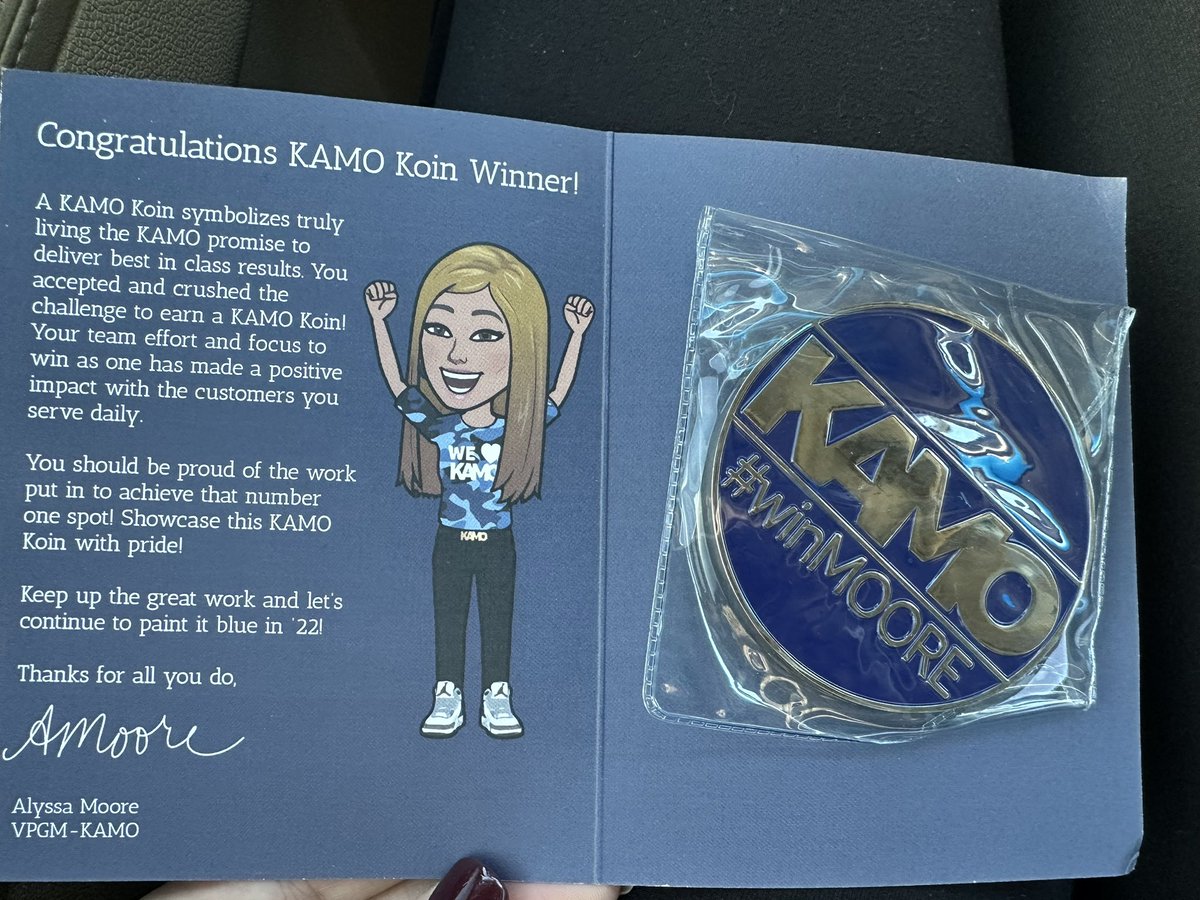 Congratulations KAMO Koin Winner!
A KAMO Koin symbolizes truly
living the KAMO promise to
deliver best in class results. You
accepted and crushed the
challenge to earn a KAMO Koin!
Your team effort and focus to
win as one has made a positive
impact with the customers you
serve daily.
You should be proud of the work
put in to achieve that number
one spot! Showcase this KAMO
Koin with pride!
Keep up the great work and let's
continue to paint it blue in '22!
Thanks for all you do,
AMoore
Alyssa Moore
VPGM-KAMO
WE
KAMO
KAMO
KAMO
#winMOORE